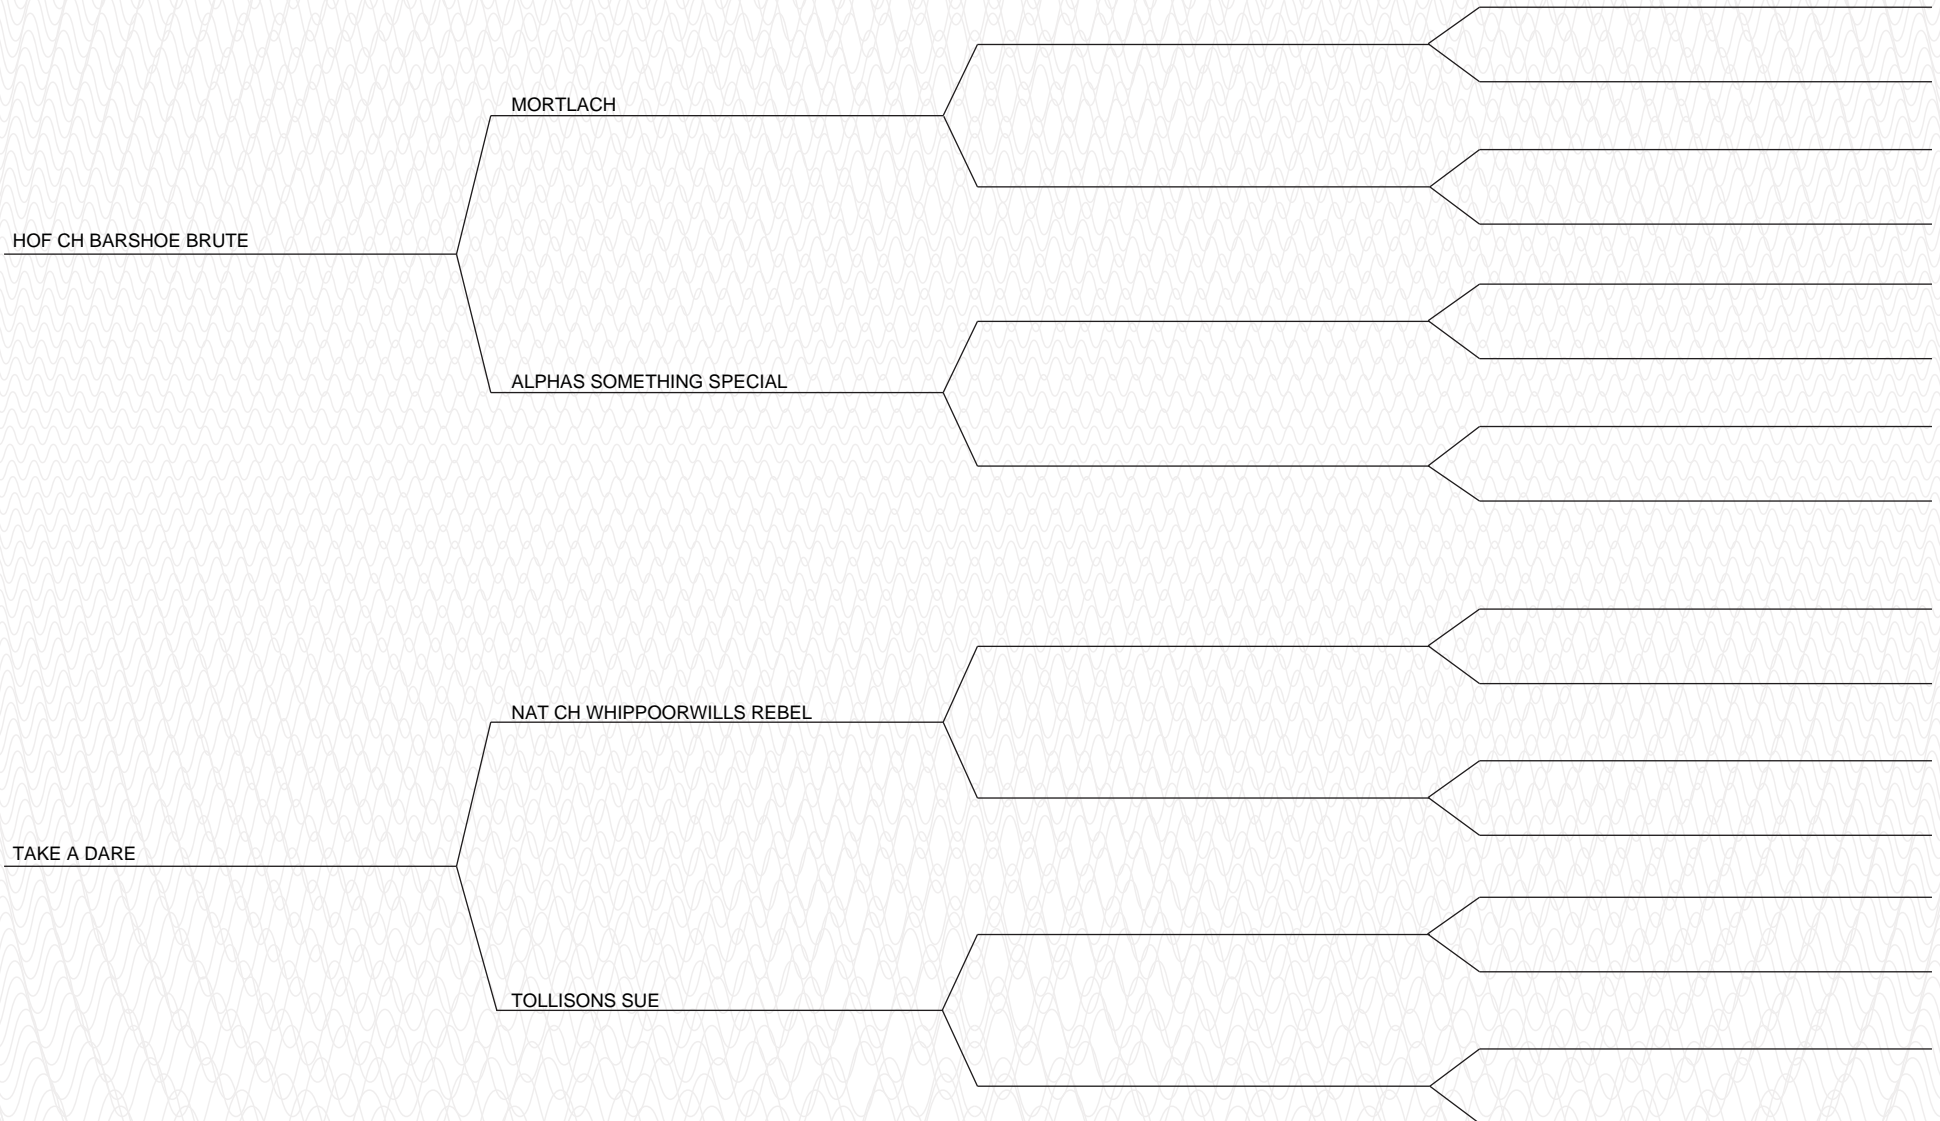 MORTLACH
HOF CH BARSHOE BRUTE
ALPHAS SOMETHING SPECIAL
NAT CH WHIPPOORWILLS REBEL
TAKE A DARE
TOLLISONS SUE